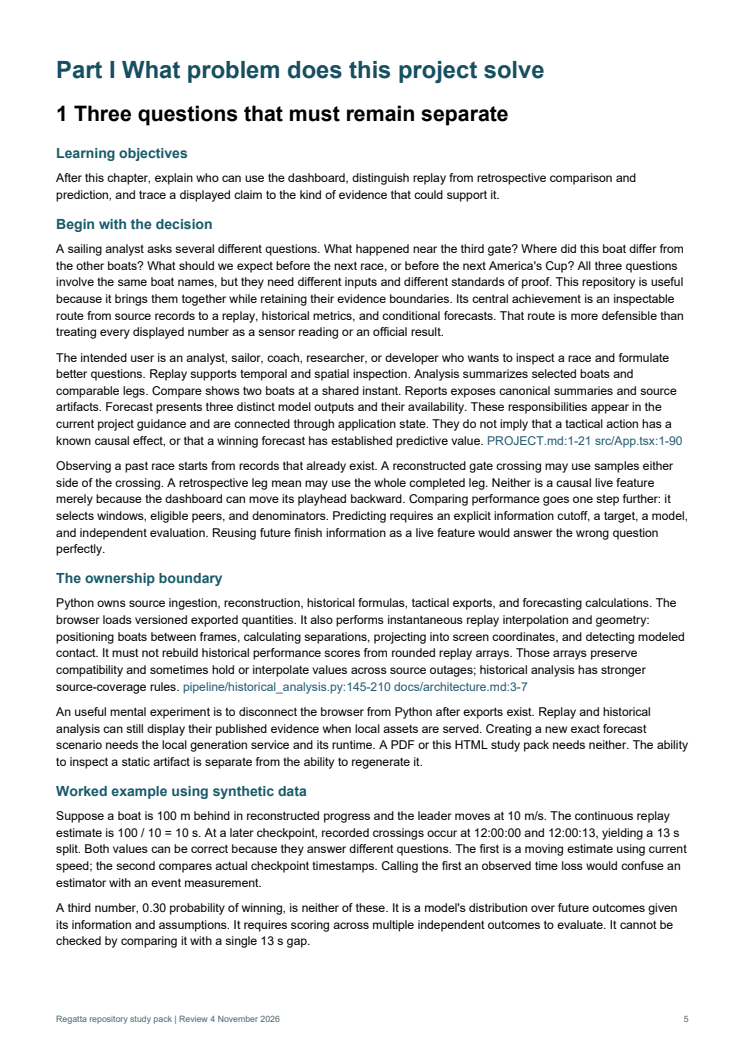 Part I What problem does this project solve
1 Three questions that must remain separate
Learning objectives
After this chapter, explain who can use the dashboard, distinguish replay from retrospective comparison and
prediction, and trace a displayed claim to the kind of evidence that could support it.
Begin with the decision
A sailing analyst asks several different questions. What happened near the third gate? Where did this boat differ from
the other boats? What should we expect before the next race, or before the next America's Cup? All three questions
involve the same boat names, but they need different inputs and different standards of proof. This repository is useful
because it brings them together while retaining their evidence boundaries. Its central achievement is an inspectable
route from source records to a replay, historical metrics, and conditional forecasts. That route is more defensible than
treating every displayed number as a sensor reading or an official result.
The intended user is an analyst, sailor, coach, researcher, or developer who wants to inspect a race and formulate
better questions. Replay supports temporal and spatial inspection. Analysis summarizes selected boats and
comparable legs. Compare shows two boats at a shared instant. Reports exposes canonical summaries and source
artifacts. Forecast presents three distinct model outputs and their availability. These responsibilities appear in the
current project guidance and are connected through application state. They do not imply that a tactical action has a
known causal effect, or that a winning forecast has established predictive value. PROJECT.md:1-21 src/App.tsx:1-90
Observing a past race starts from records that already exist. A reconstructed gate crossing may use samples either
side of the crossing. A retrospective leg mean may use the whole completed leg. Neither is a causal live feature
merely because the dashboard can move its playhead backward. Comparing performance goes one step further: it
selects windows, eligible peers, and denominators. Predicting requires an explicit information cutoff, a target, a model,
and independent evaluation. Reusing future finish information as a live feature would answer the wrong question
perfectly.
The ownership boundary
Python owns source ingestion, reconstruction, historical formulas, tactical exports, and forecasting calculations. The
browser loads versioned exported quantities. It also performs instantaneous replay interpolation and geometry:
positioning boats between frames, calculating separations, projecting into screen coordinates, and detecting modeled
contact. It must not rebuild historical performance scores from rounded replay arrays. Those arrays preserve
compatibility and sometimes hold or interpolate values across source outages; historical analysis has stronger
source-coverage rules. pipeline/historical_analysis.py:145-210 docs/architecture.md:3-7
An useful mental experiment is to disconnect the browser from Python after exports exist. Replay and historical
analysis can still display their published evidence when local assets are served. Creating a new exact forecast
scenario needs the local generation service and its runtime. A PDF or this HTML study pack needs neither. The ability
to inspect a static artifact is separate from the ability to regenerate it.
Worked example using synthetic data
Suppose a boat is 100 m behind in reconstructed progress and the leader moves at 10 m/s. The continuous replay
estimate is 100 / 10 = 10 s. At a later checkpoint, recorded crossings occur at 12:00:00 and 12:00:13, yielding a 13 s
split. Both values can be correct because they answer different questions. The first is a moving estimate using current
speed; the second compares actual checkpoint timestamps. Calling the first an observed time loss would confuse an
estimator with an event measurement.
A third number, 0.30 probability of winning, is neither of these. It is a model's distribution over future outcomes given
its information and assumptions. It requires scoring across multiple independent outcomes to evaluate. It cannot be
checked by comparing it with a single 13 s gap.
Regatta repository study pack | Review 4 November 2026
5